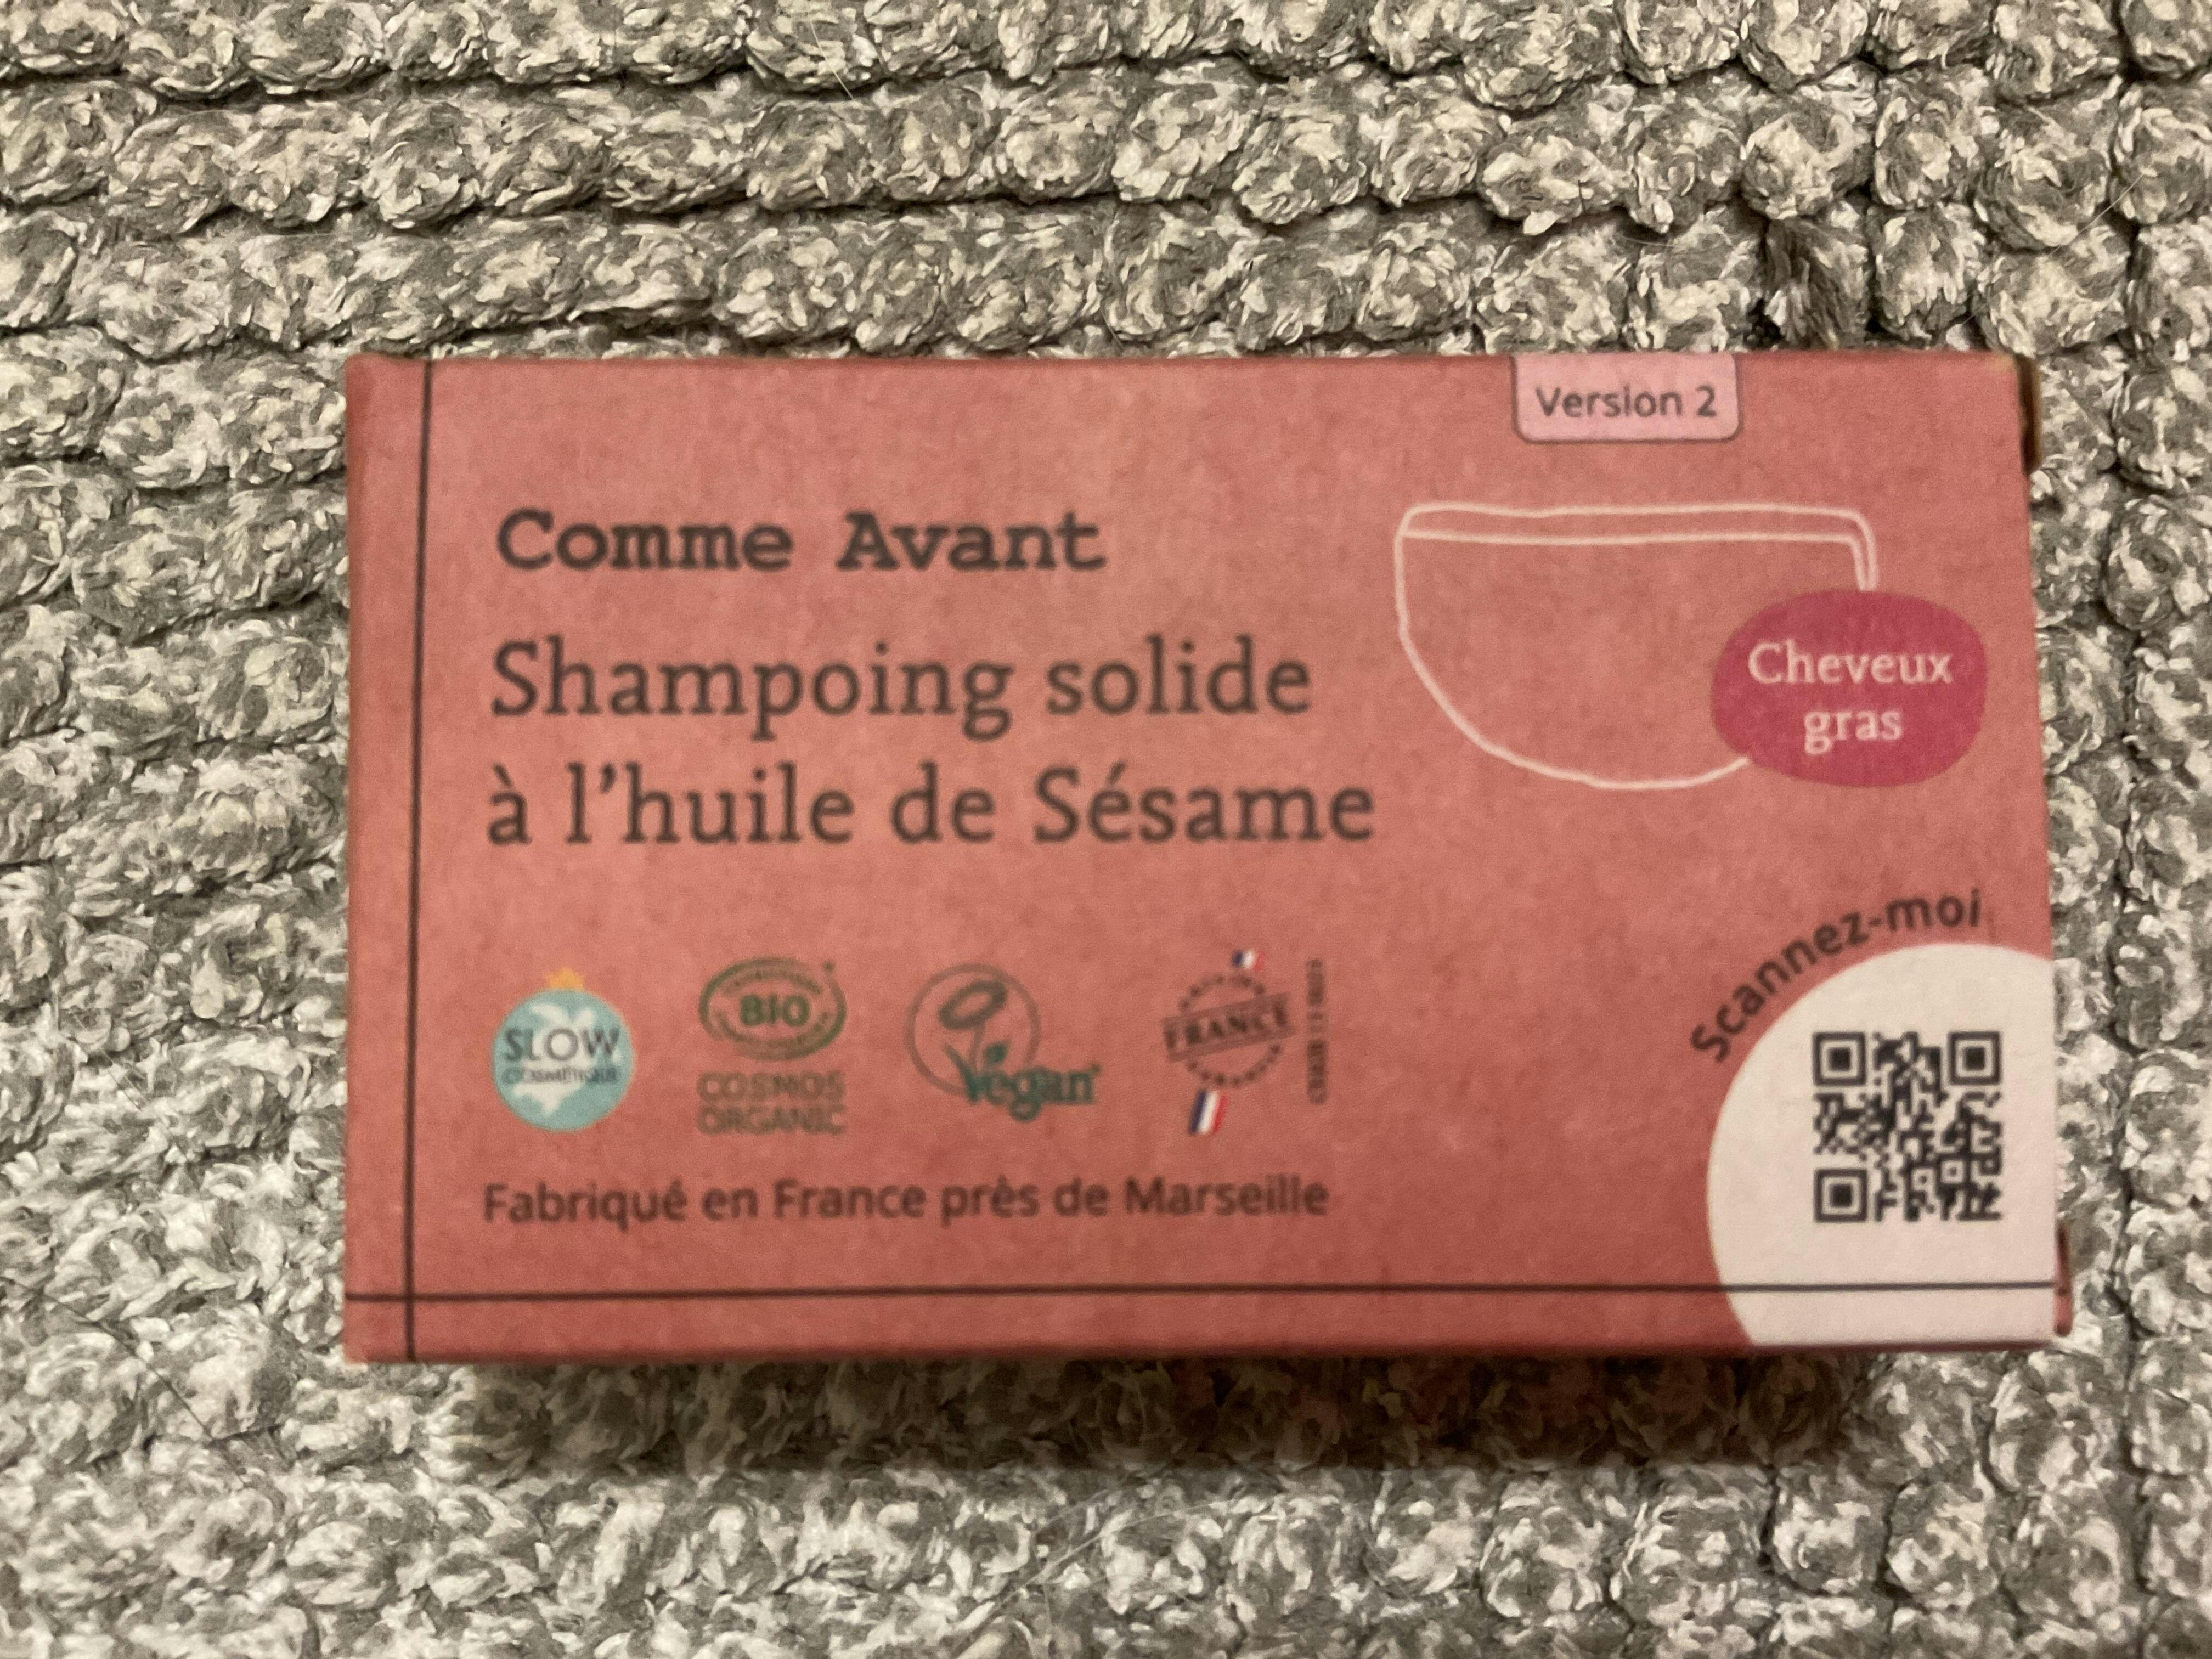 Version 2
Comme Avant
Shampoing solide
à l'huile de Sésame
Cheveux
gras
Scannez-moi
SLOW
COSMÉTIQUE
BIO
COSMOS
ORGANIC
Vegan
FRANCE
Fabriqué en France près de Marseille